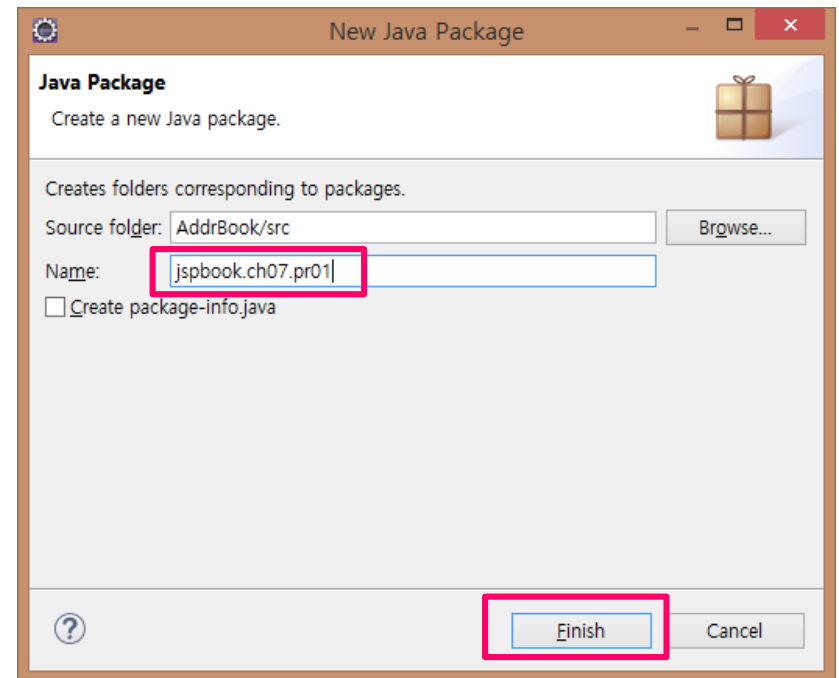 New Java Package
Java Package
Create a new Java package.
Creates folders corresponding to packages.
Source folder: AddrBook/src Browse...
Name: jspbook.ch07.pr01
Create package-info.java
? Finish Cancel